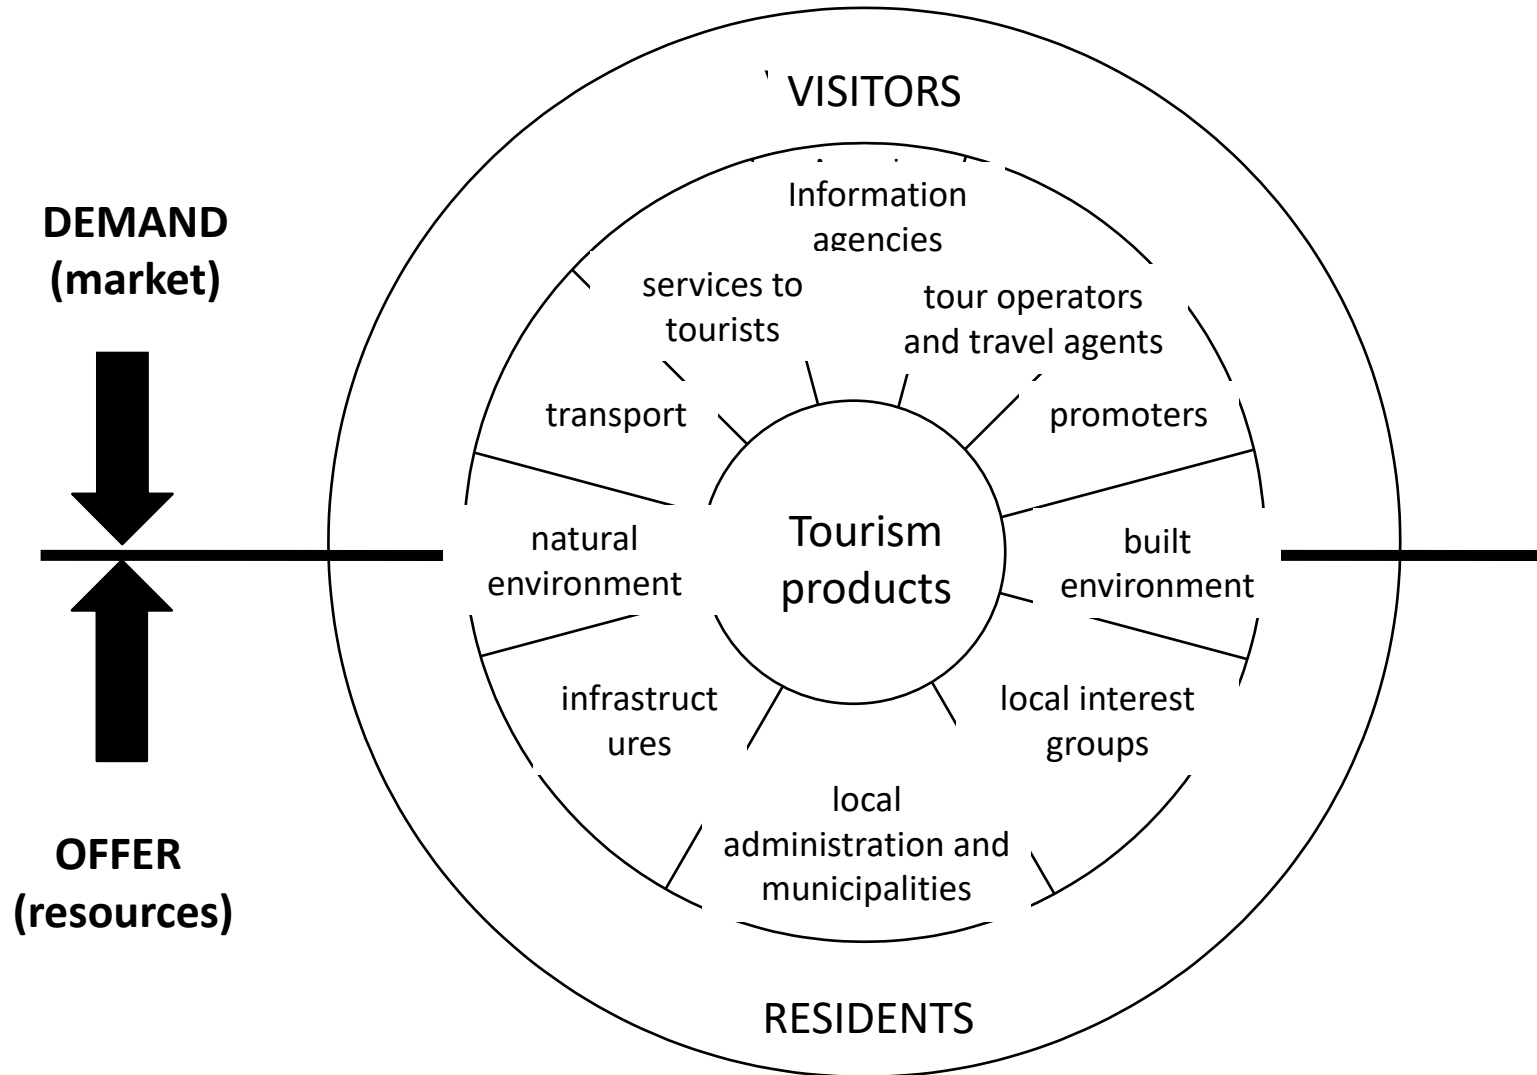 VISITORS
DEMAND
(market)
Information
agencies
services to
tourists
tour operators
and travel agents
transport
promoters
natural
environment
Tourism
products
built
environment
infrastruct
ures
local interest
groups
local
administration and
municipalities
OFFER
(resources)
RESIDENTS